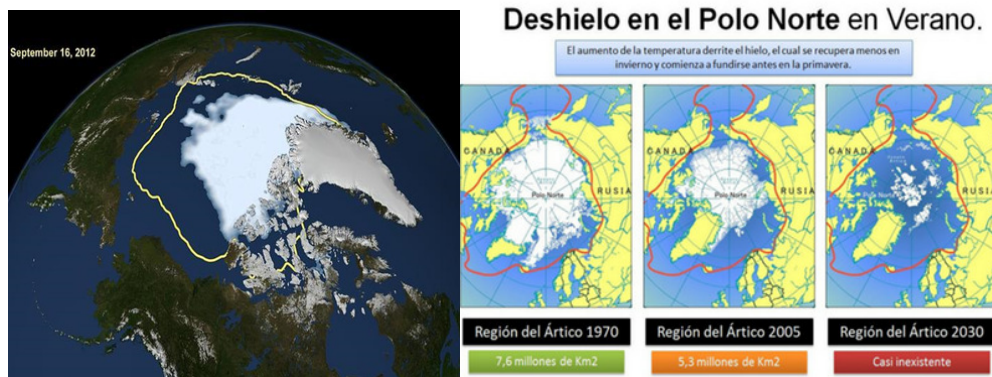 September 16, 2012
Deshielo en el Polo Norte en Verano.
El aumento de la temperatura derrite el hielo, el cual se recupera menos en
invierno y comienza a fundirse antes en la primavera.
CANADA
Polo Norte
RUSIA
CANADA
Polo Norte
RUSIA
CANADA
RUSIA
Región del Ártico 1970
Región del Ártico 2005
Región del Ártico 2030
7,6 millones de Km2
5,3 millones de Km2
Casi inexistente